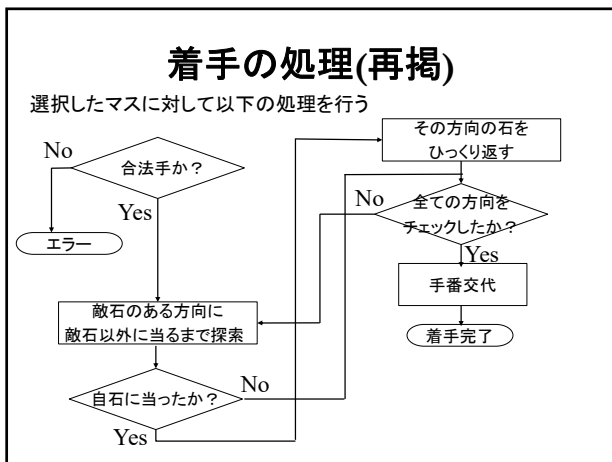 着手の処理(再掲)
選択したマスに対して以下の処理を行う
No
合法手か？
Yes
エラー
敵石のある方向に
敵石以外に当るまで探索
自石に当ったか？
No
Yes
その方向の石を
ひっくり返す
No
全ての方向を
チェックしたか？
Yes
手番交代
着手完了